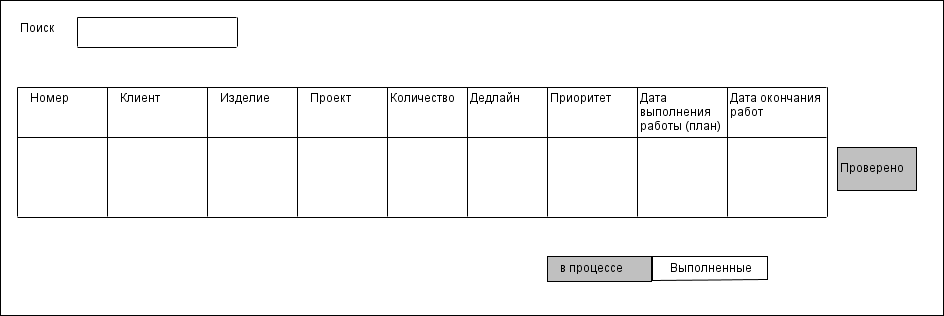 Поиск
Номер
Клиент
Изделие
Проект
Количество
Дедлайн
Приоритет
Дата
выполнения
работы (план)
Дата окончания
работ
Проверено
в процессе
Выполненные